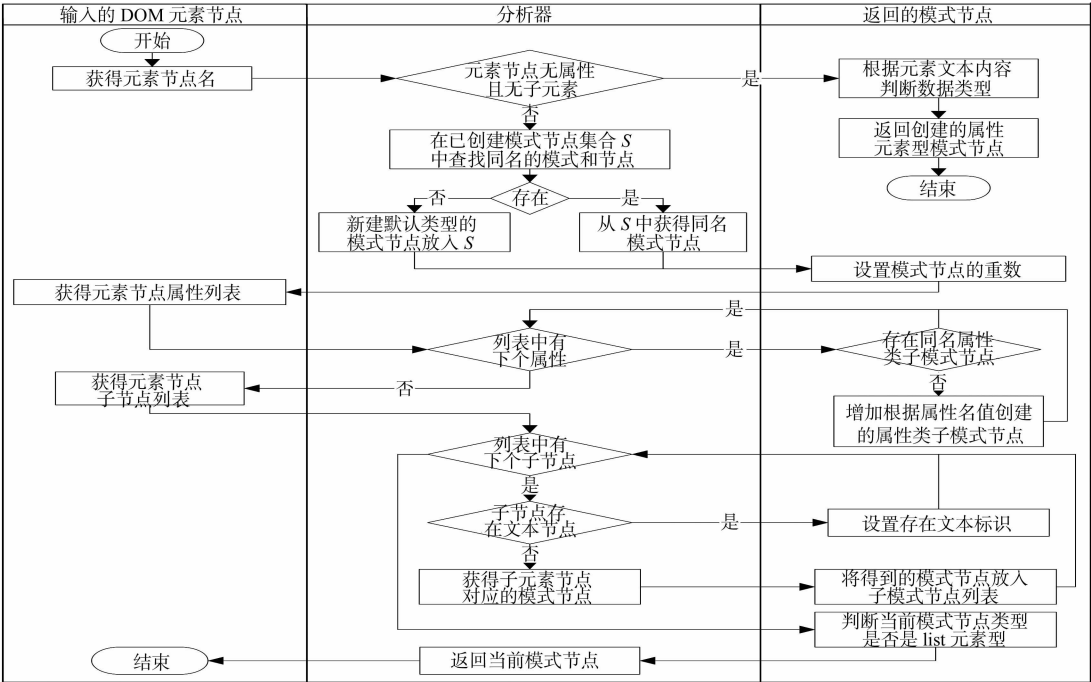 输入的 DOM 元素节点
分析器
返回的模式节点
开始
获得元素节点名
元素节点无属性
且无子元素
是
根据元素文本内容
判断数据类型
否
返回创建的属性
元素型模式节点
结束
在已创建模式节点集合 S
中查找同名的模式和节点
否
存在
是
新建默认类型的
模式节点放入 S
从 S 中获得同名
模式节点
设置模式节点的重数
获得元素节点属性列表
是
列表中有
下个属性
是
存在同名属性
类子模式节点
否
获得元素节点
子节点列表
否
增加根据属性名值创建
的属性类子模式节点
列表中有
下个子节点
是
子节点存
在文本节点
是
设置存在文本标识
否
获得子元素节点
对应的模式节点
将得到的模式节点放入
子模式节点列表
判断当前模式节点类型
是否是 list 元素型
返回当前模式节点
结束